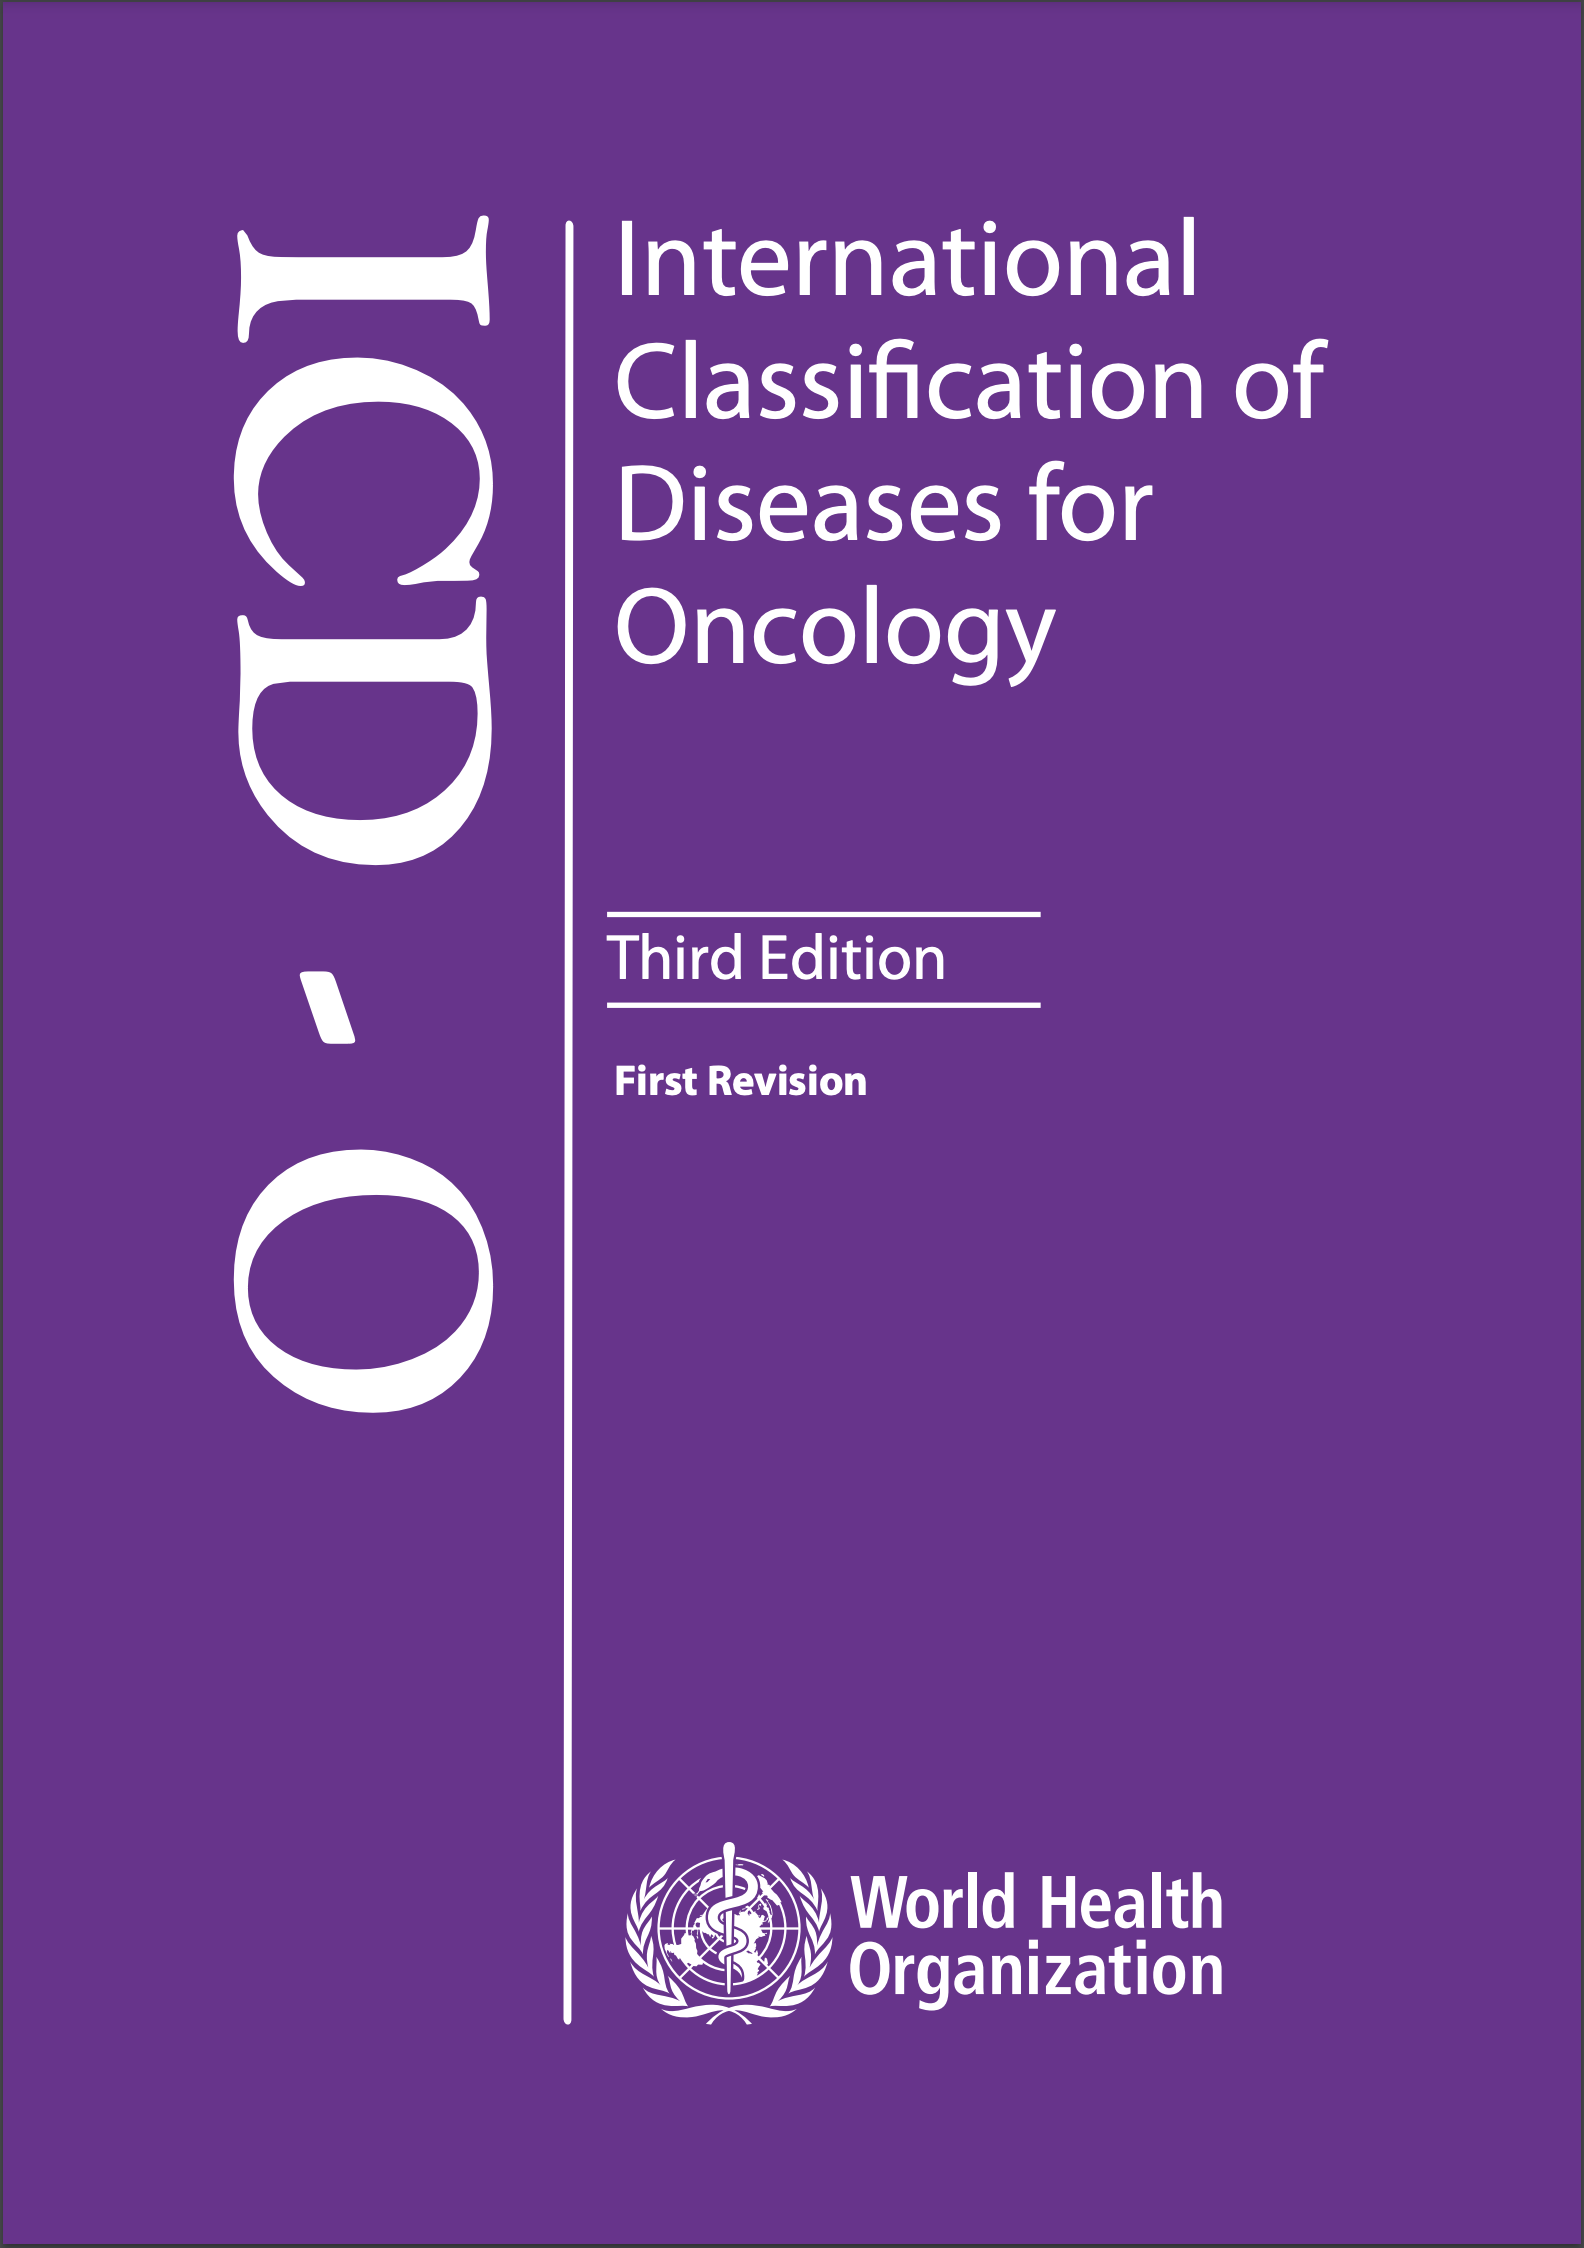 ICD-O
International
Classification of
Diseases for
Oncology
Third Edition
First Revision
World Health
Organization